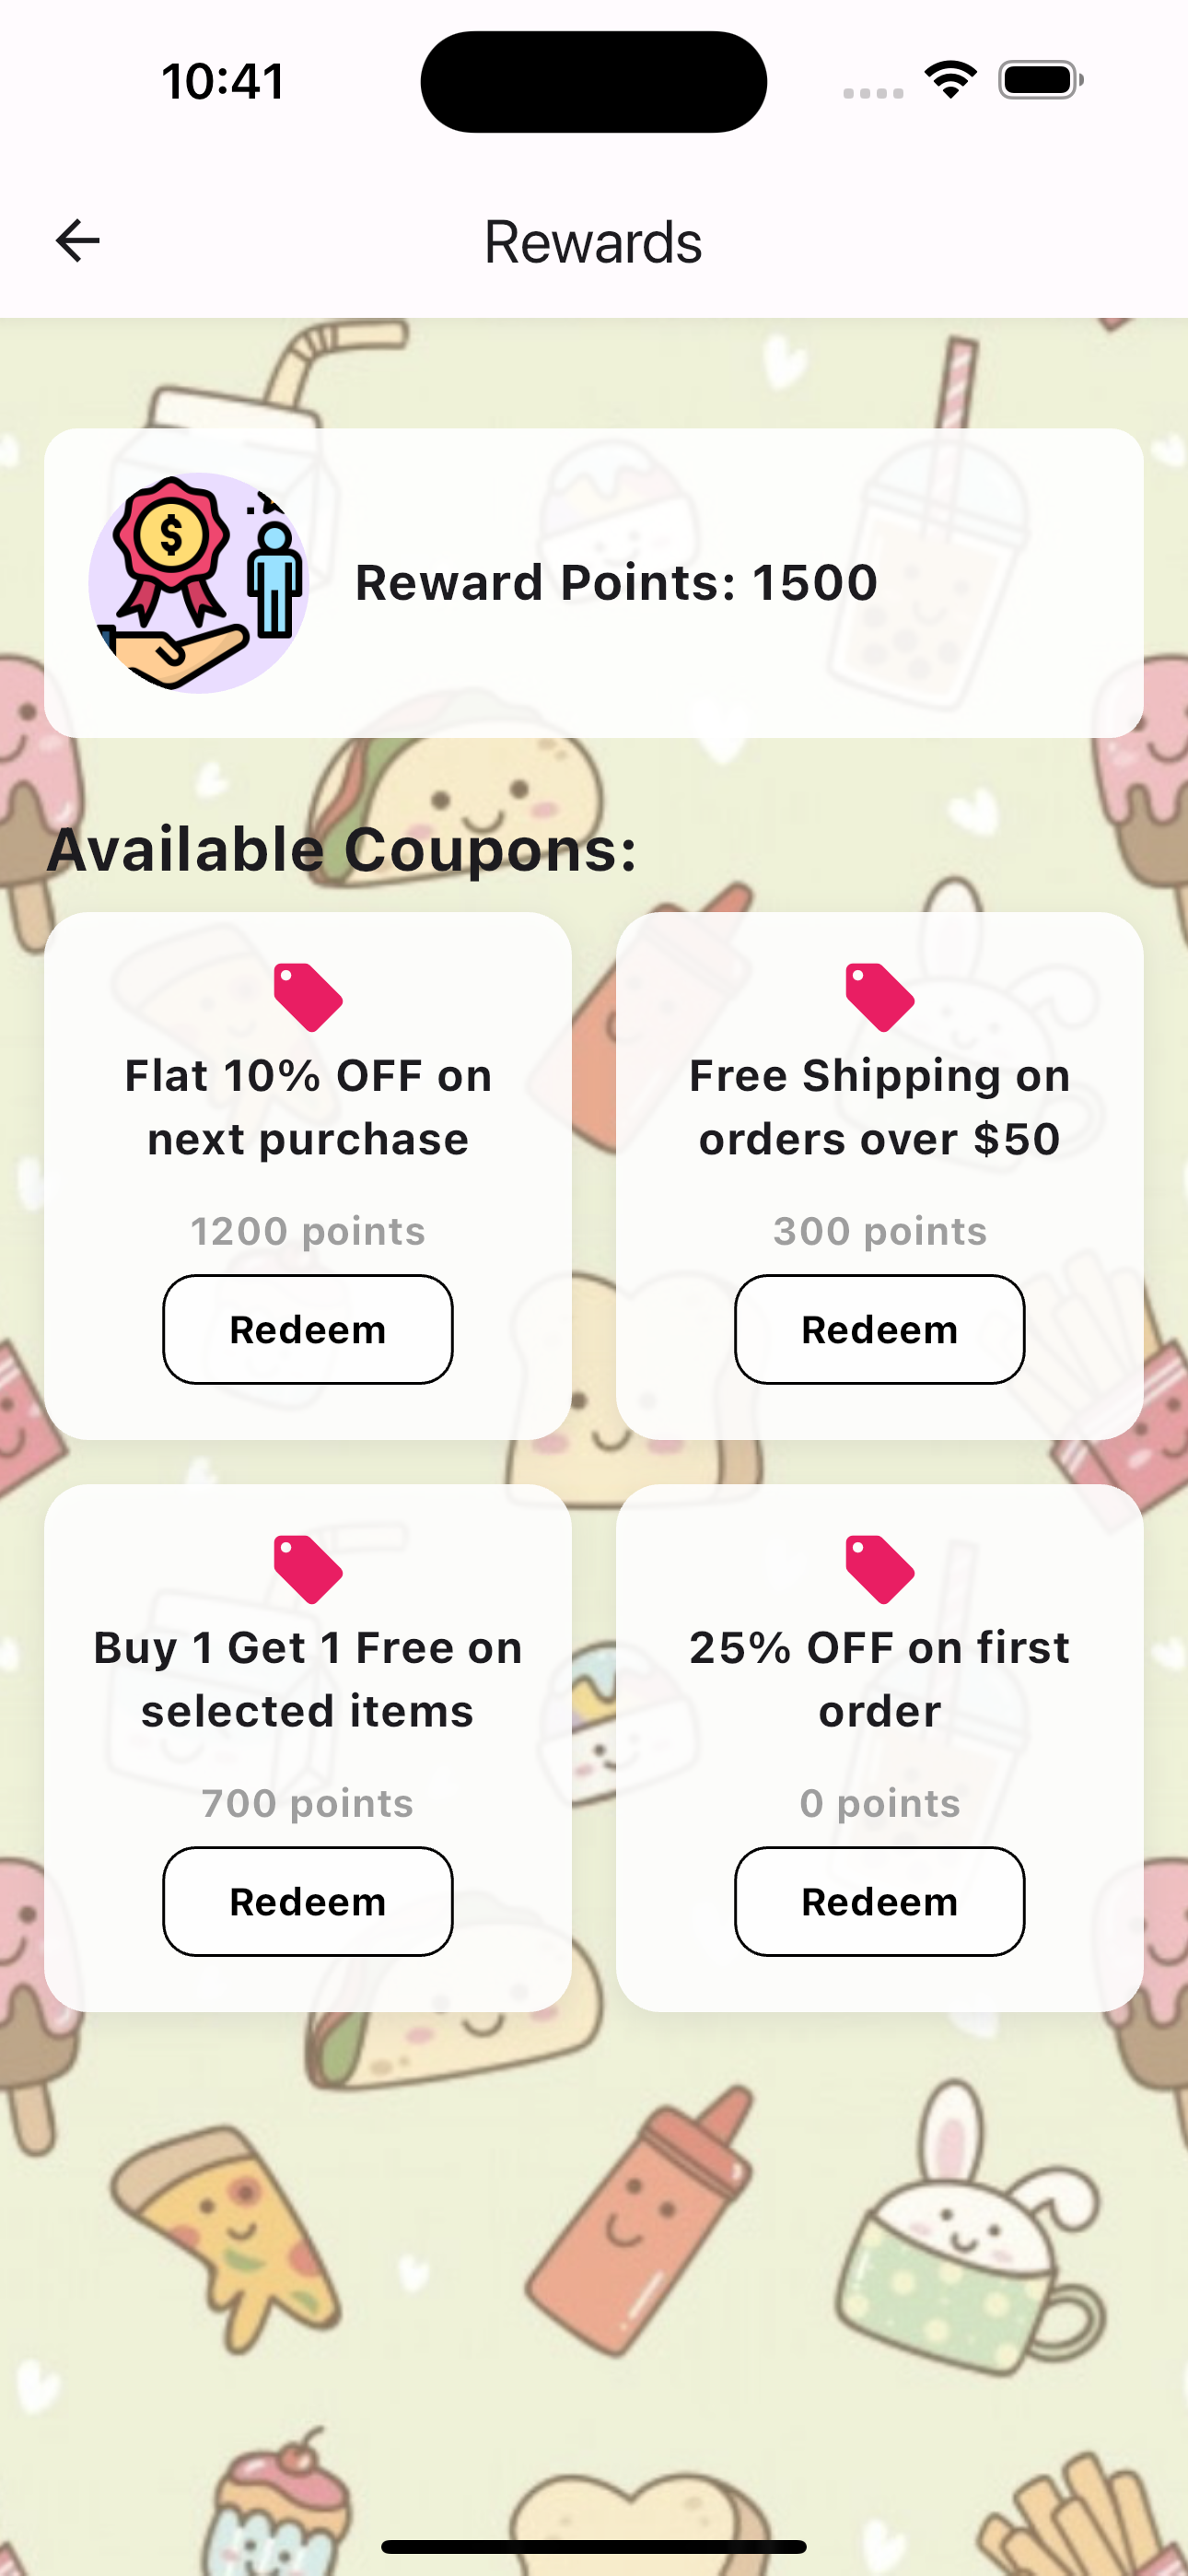 10:41
Rewards
$
Reward Points: 1500
Available Coupons:
Flat 10% OFF on
next purchase
1200 points
Redeem
Free Shipping on
orders over $50
300 points
Redeem
Buy 1 Get 1 Free on
selected items
700 points
Redeem
25% OFF on first
order
0 points
Redeem